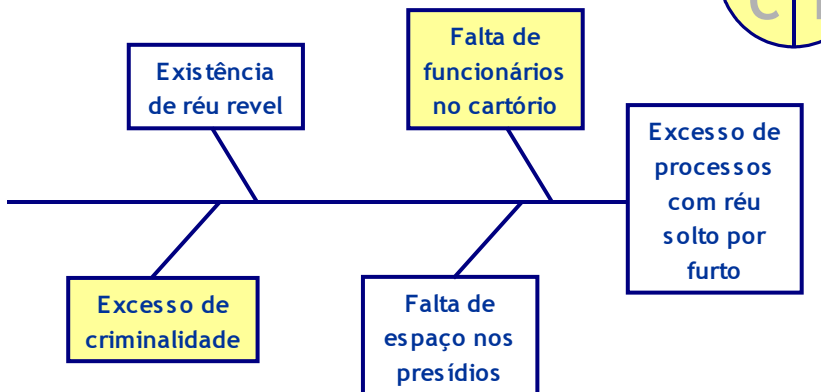 C
Existência
de réu revel
Falta de
funcionários
no cartório
Excesso de
processos
com réu
solto por
furto
Excesso de
criminalidade
Falta de
espaço nos
presídios